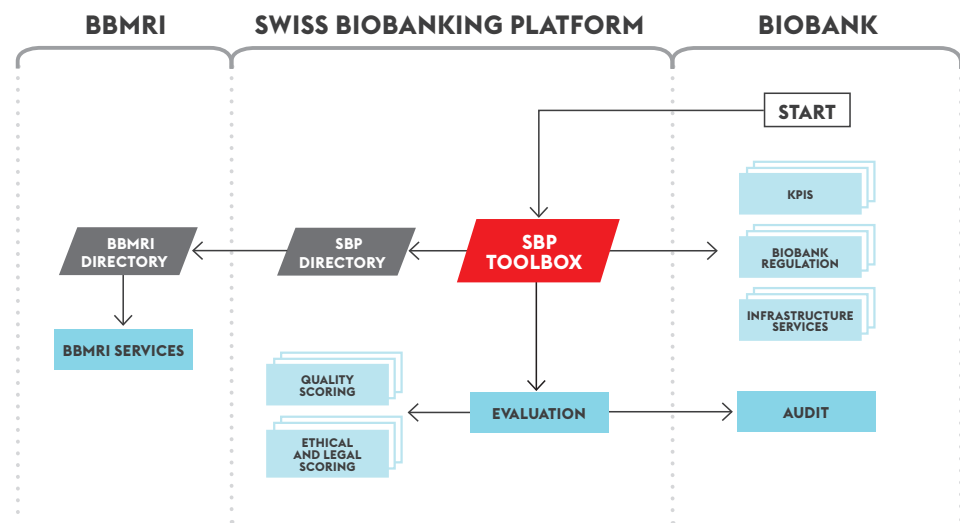 BBMRI
SWISS BIOBANKING PLATFORM
BIOBANK
START
KPIS
BBMRI
DIRECTORY
SBP
DIRECTORY
SBP
TOOLBOX
BIOBANK
REGULATION
INFRASTRUCTURE
SERVICES
BBMRI SERVICES
QUALITY
SCORING
EVALUATION
AUDIT
ETHICAL
AND LEGAL
SCORING